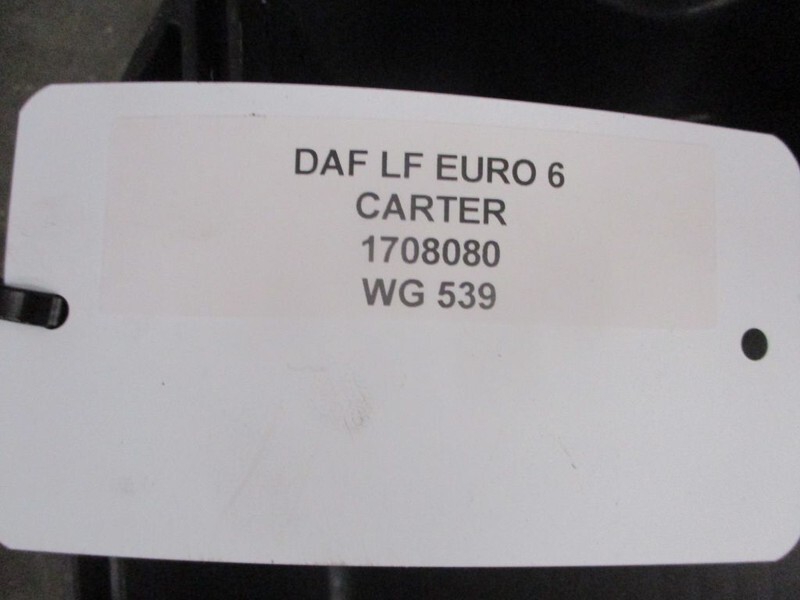 DAF LF EURO 6
CARTER
1708080
WG 539